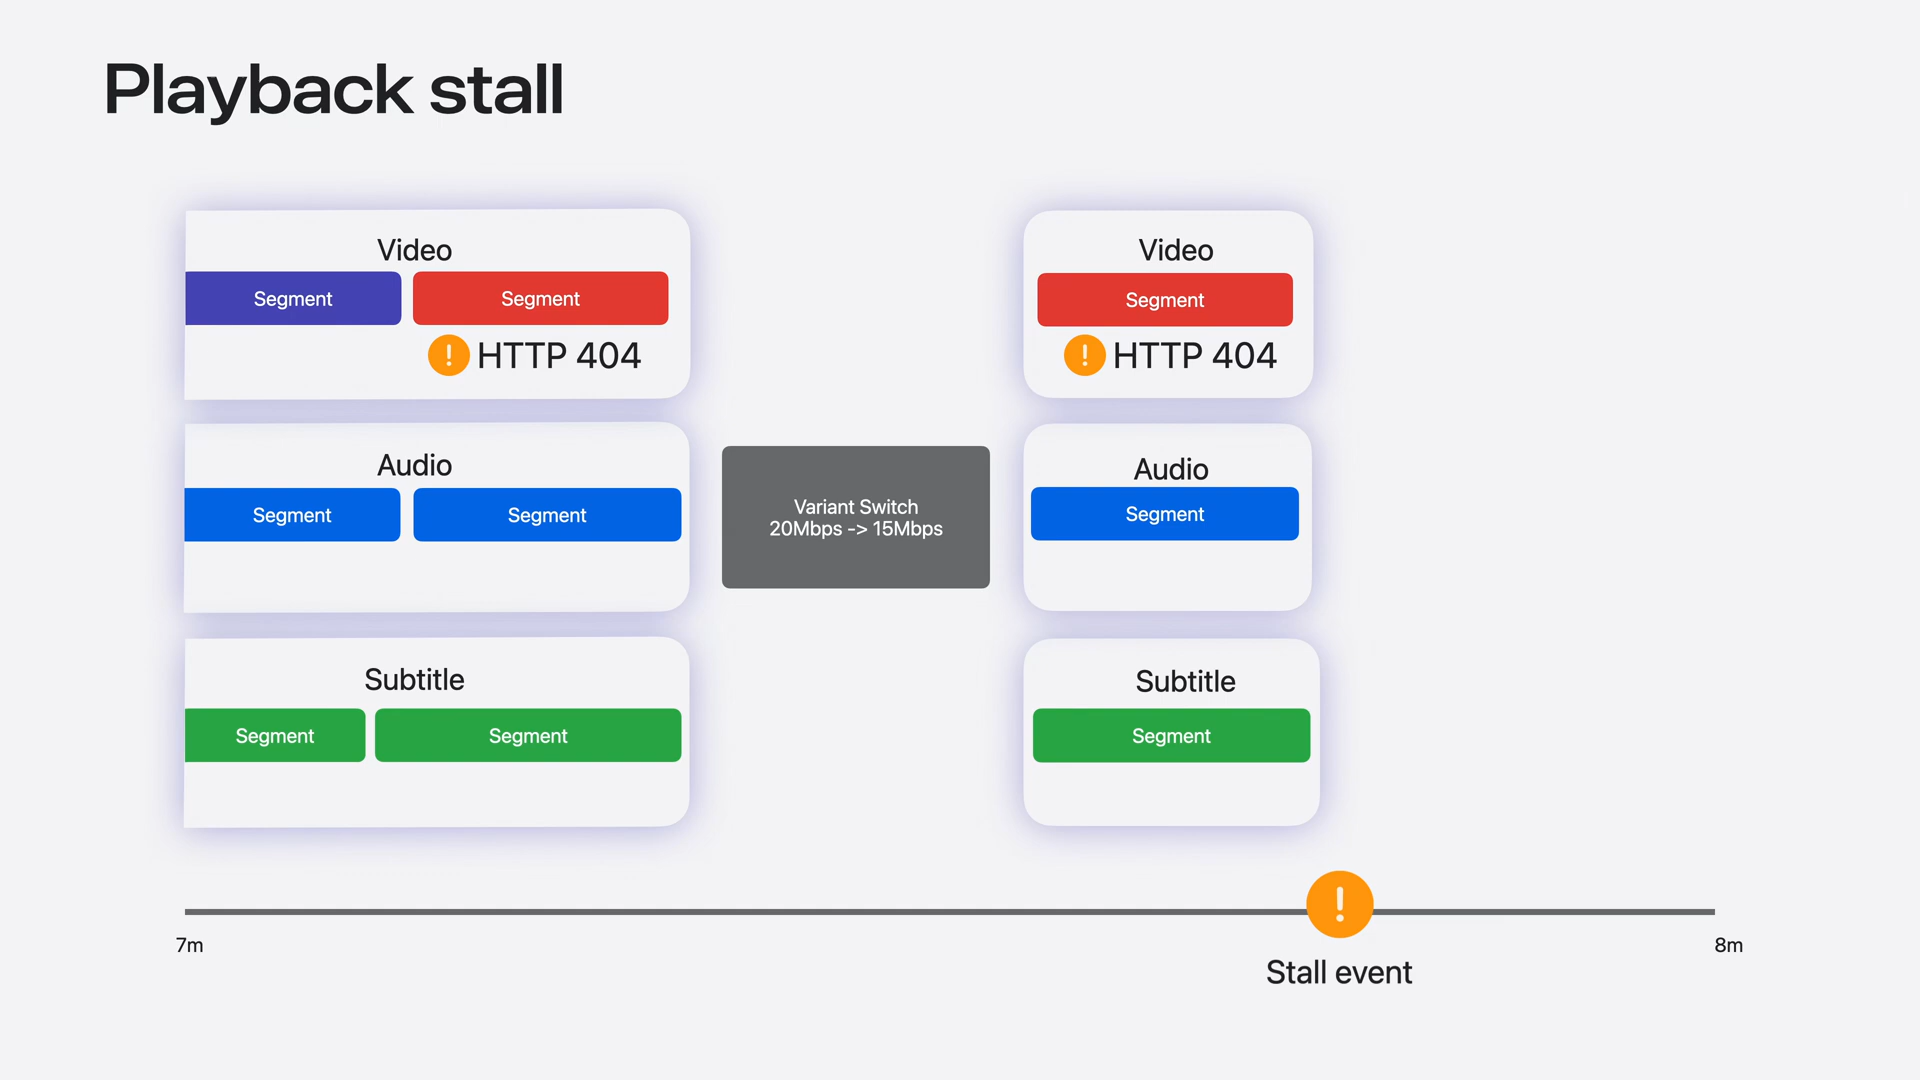 Playback stall
Video
Segment
Segment
HTTP 404
Audio
Segment
Segment
Subtitle
Segment
Segment
Variant Switch
20Mbps -> 15Mbps
Video
Segment
HTTP 404
Audio
Segment
Subtitle
Segment
7m
8m
Stall event